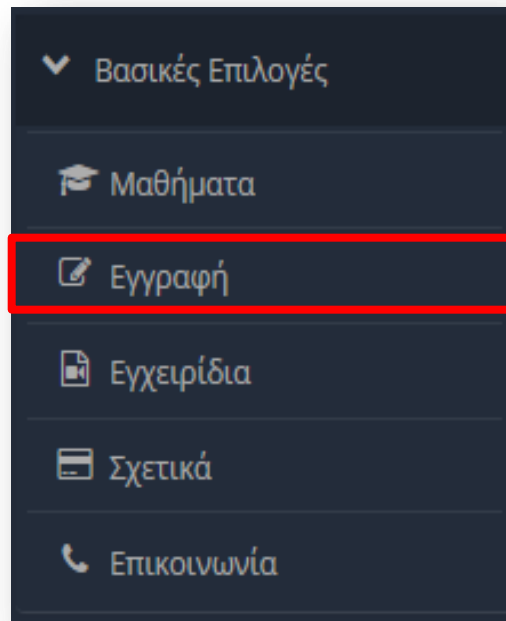 Βασικές Επιλογές
Μαθήματα
Εγγραφή
Εγχειρίδια
Σχετικά
Επικοινωνία